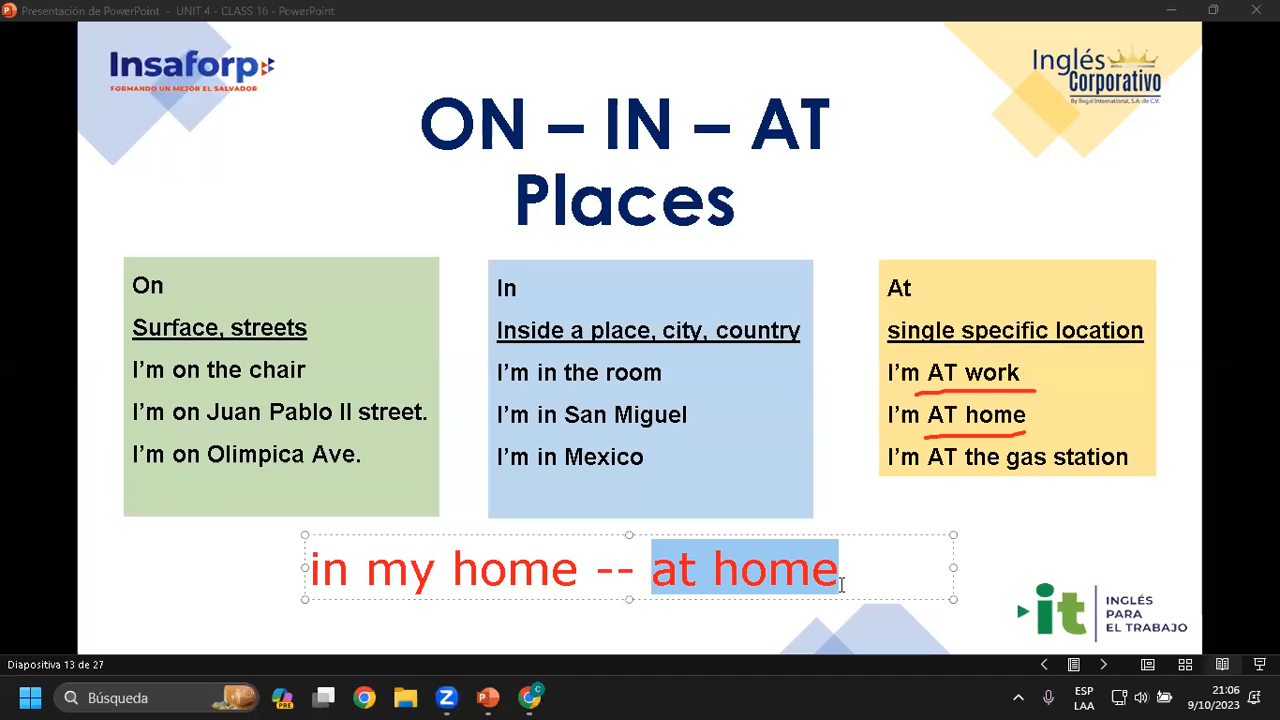 Presentación de PowerPoint - UNIT 4 - CLASS 16 - PowerPoint
Insaforp
FORMANDO UN MEJOR EL SALVADOR
Inglés
Corporativo
By Regal International, S.A. de C.V.
ON – IN – AT
Places
On
Surface, streets
I'm on the chair
I'm on Juan Pablo II street.
I'm on Olimpica Ave.
In
Inside a place, city, country
I'm in the room
I'm in San Miguel
I'm in Mexico
At
single specific location
I'm AT work
I'm AT home
I'm AT the gas station
in my home -- at home
it
INGLÉS
PARA
EL TRABAJO
Diapositiva 13 de 27
Búsqueda
PRE
C
ESP
LAA
21:06
9/10/2023